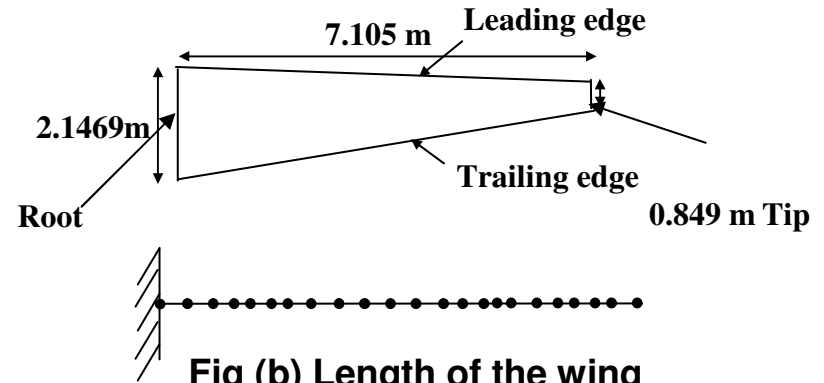 Leading edge
7.105 m
2.1469m
Trailing edge
Root
0.849 m Tip
Fig (b) Length of the wing